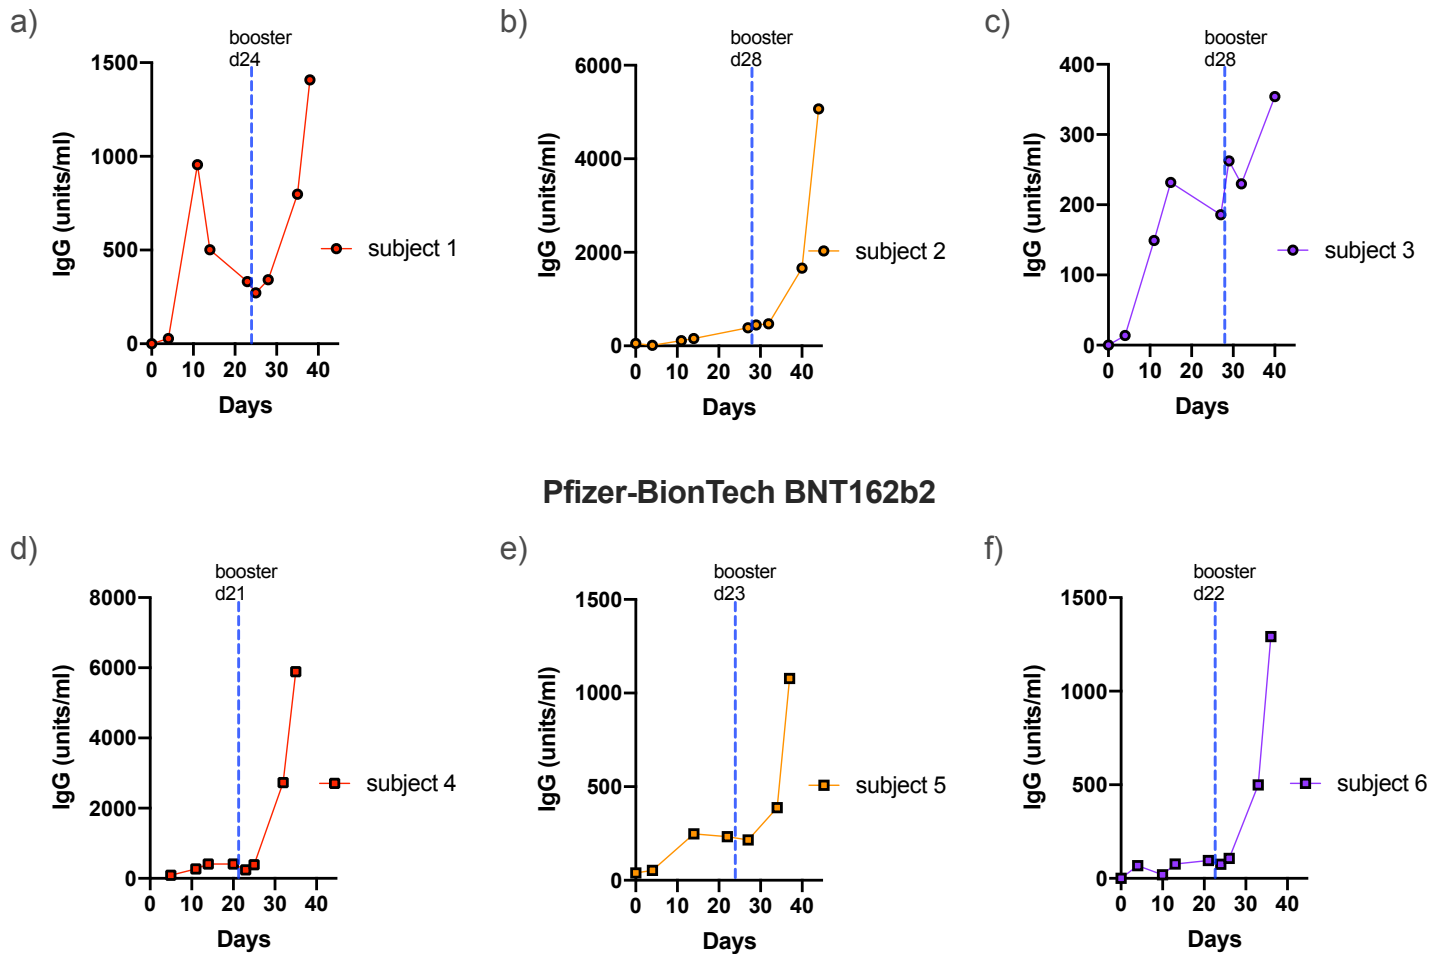 a)
booster
d24
1500
1000
500
0
IgG (units/ml)
0 10 20 30 40
Days
subject 1
b)
booster
d28
6000
4000
2000
0
IgG (units/ml)
0 10 20 30 40
Days
subject 2
c)
booster
d28
400
300
200
100
0
IgG (units/ml)
0 10 20 30 40
Days
subject 3
Pfizer-BionTech BNT162b2
d)
booster
d21
8000
6000
4000
2000
0
IgG (units/ml)
0 10 20 30 40
Days
subject 4
e)
booster
d23
1500
1000
500
0
IgG (units/ml)
0 10 20 30 40
Days
subject 5
f)
booster
d22
1500
1000
500
0
IgG (units/ml)
0 10 20 30 40
Days
subject 6